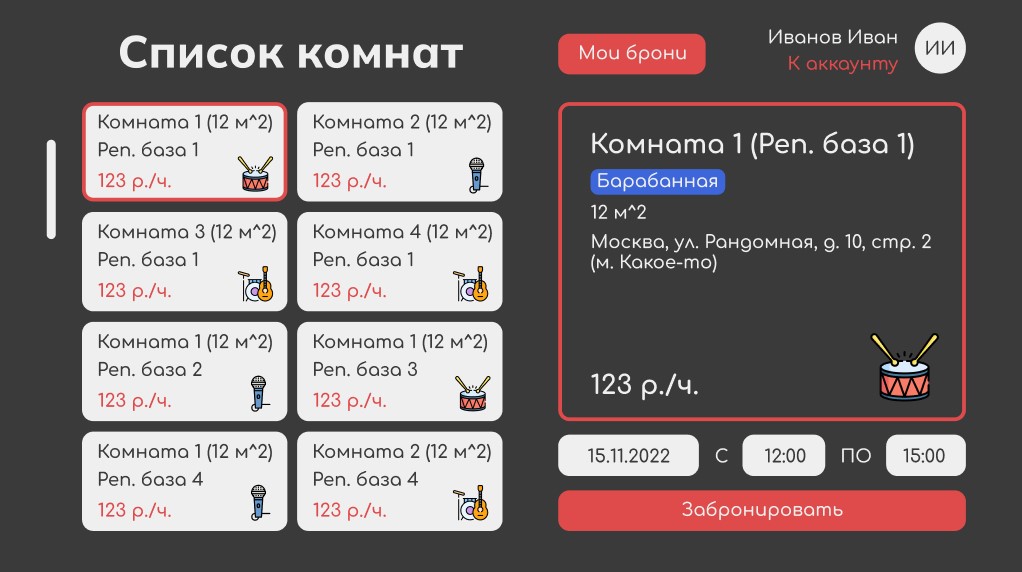 Список комнат
Мои брони
Иванов Иван
К аккаунту
ИИ
Комната 1 (12 м^2)
Реп. база 1
123 р./ч.
Комната 2 (12 м^2)
Реп. база 1
123 р./ч.
Комната 3 (12 м^2)
Реп. база 1
123 р./ч.
Комната 4 (12 м^2)
Реп. база 1
123 р./ч.
Комната 1 (12 м^2)
Реп. база 2
123 р./ч.
Комната 1 (12 м^2)
Реп. база 3
123 р./ч.
Комната 1 (12 м^2)
Реп. база 4
123 р./ч.
Комната 2 (12 м^2)
Реп. база 4
123 р./ч.
Комната 1 (Реп. база 1)
Барабанная
12 м^2
Москва, ул. Рандомная, д. 10, стр. 2
(м. Какое-то)
123 р./ч.
15.11.2022 С 12:00 ПО 15:00
Забронировать